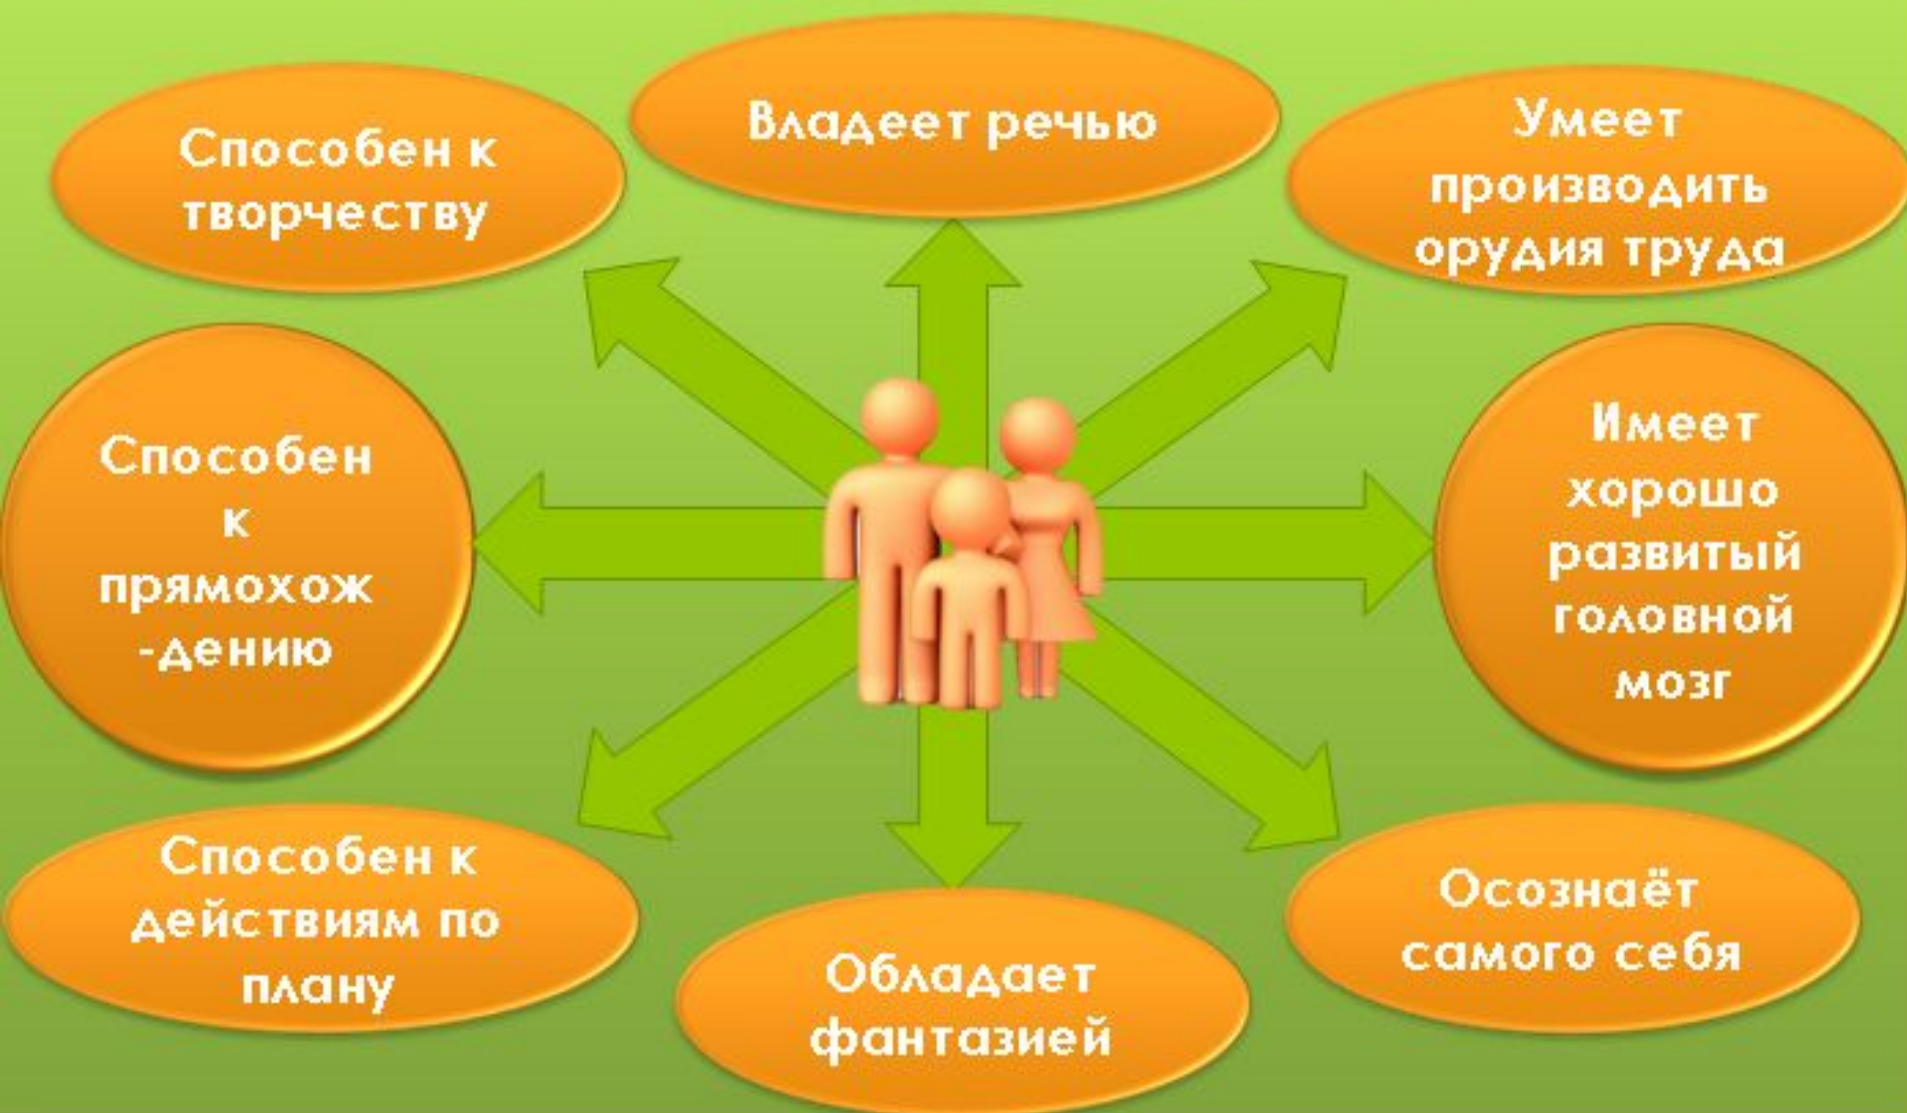 Способен к
творчеству
Владеет речью
Умеет
производить
орудия труда
Способен
к
прямохож
-дению
Имеет
хорошо
развитый
головной
мозг
Способен к
действиям по
плану
Обладает
фантазией
Осознаёт
самого себя